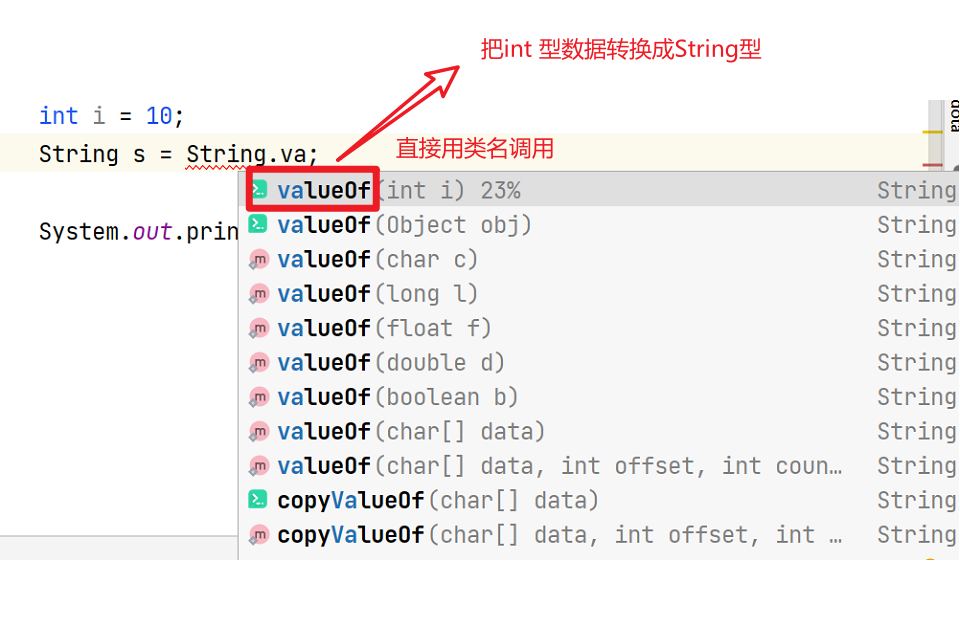 把int 型数据转换成String型
int i = 10;
直接用类名调用
String s = String.va;
valueOf(int i) 23% String
System.out.prin
valueOf(Object obj) String
valueOf(char c) String
valueOf(long l) String
valueOf(float f) String
valueOf(double d) String
valueOf(boolean b) String
valueOf(char[] data) String
valueOf(char[] data, int offset, int coun… String
copyValueOf(char[] data) String
copyValueOf(char[] data, int offset, int … String